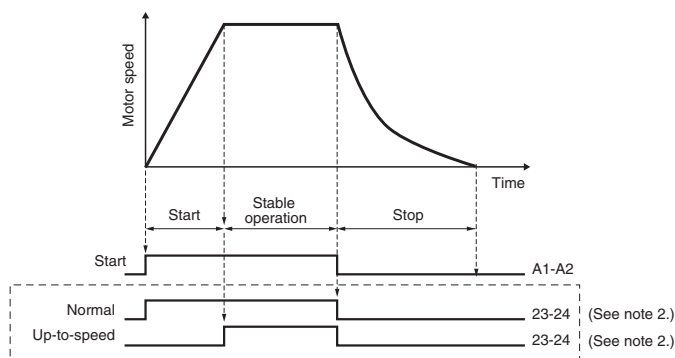 Motor speed
Time
Start
Stable
operation
Stop
Start
A1-A2
Normal
23-24
(See note 2.)
Up-to-speed
23-24
(See note 2.)